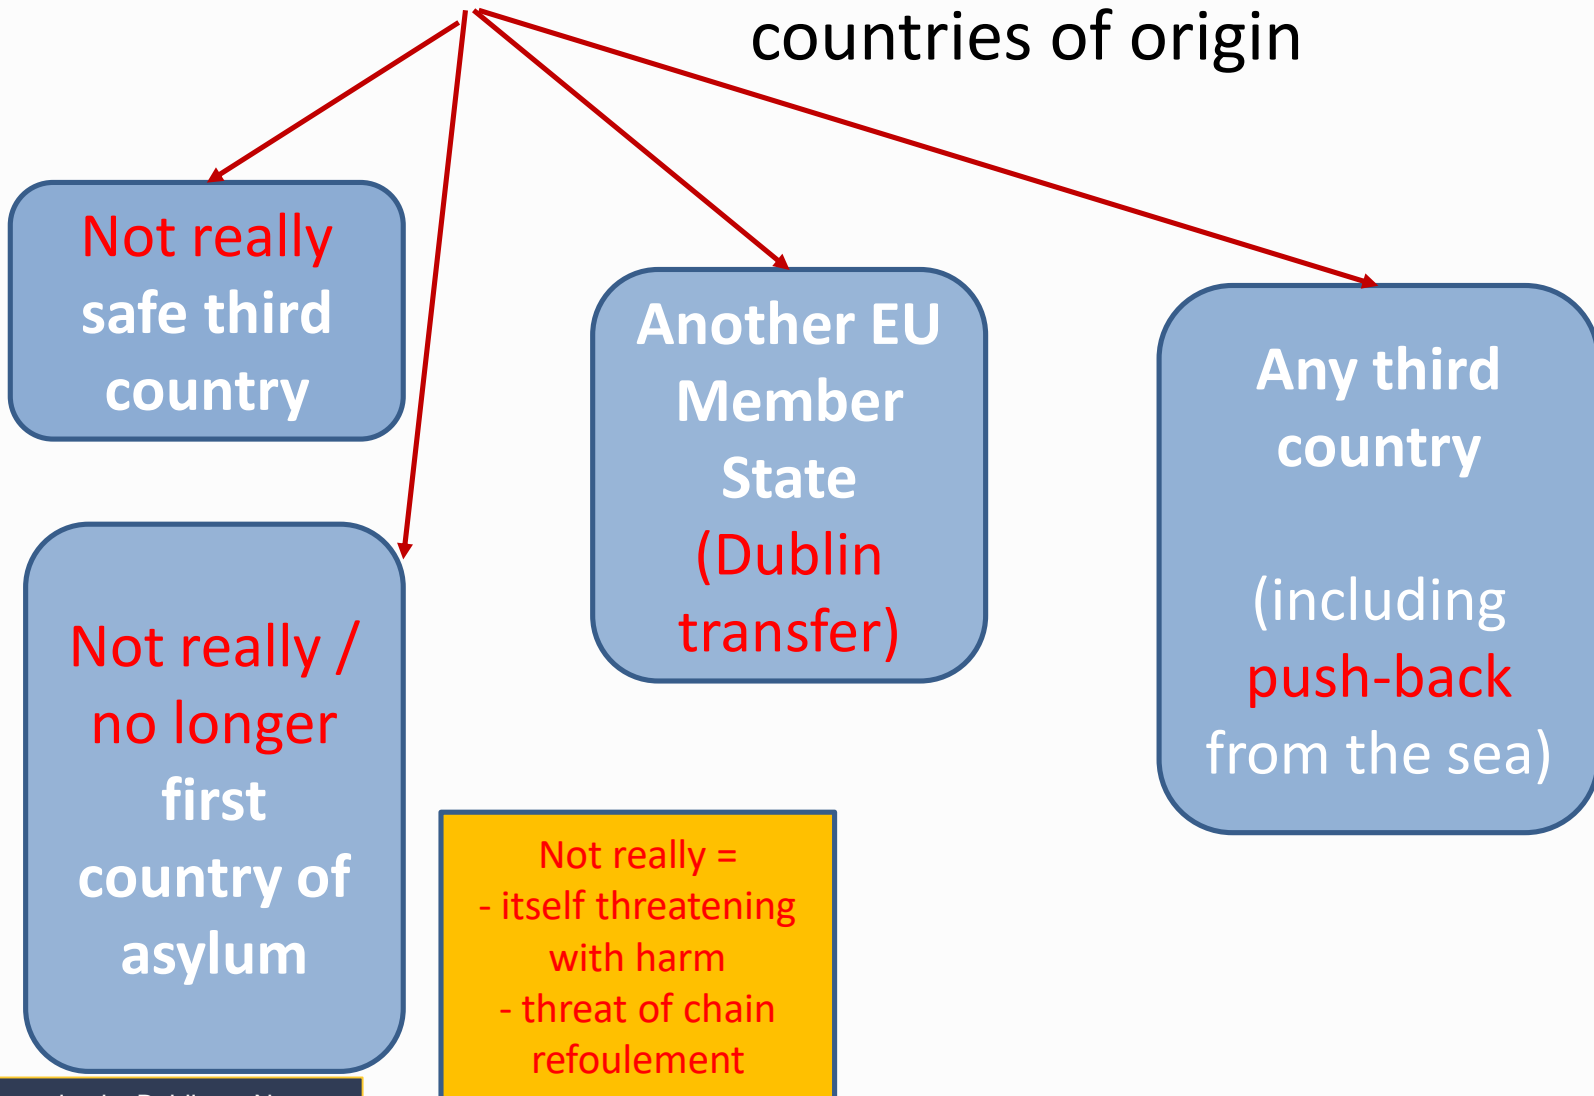 countries of origin
Not really
safe third
country
Not really /
no longer
first
country of
asylum
Another EU
Member
State
(Dublin
transfer)
Any third
country
(including
push-back
from the sea)
Not really =
- itself threatening
with harm
- threat of chain
refoulement